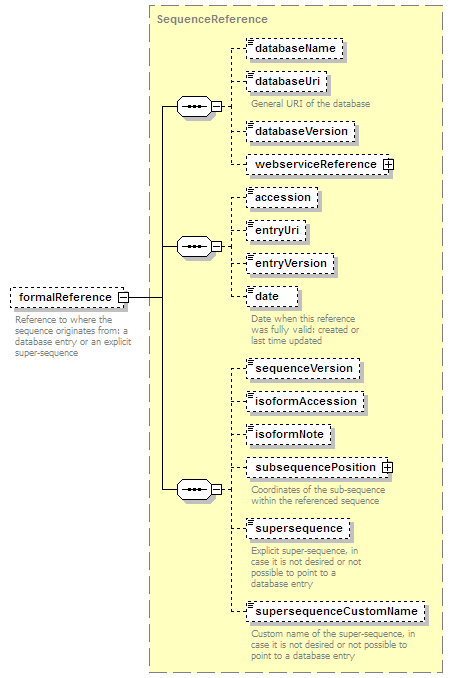 SequenceReference
databaseName
databaseUri
General URI of the database
databaseVersion
webserviceReference
accession
entryUri
entryVersion
formalReference
Reference to where the
sequence originates from: a
database entry or an explicit
super-sequence
date
Date when this reference
was fully valid: created or
last time updated
sequenceVersion
isoformAccession
isoformNote
subsequencePosition
Coordinates of the sub-sequence
within the referenced sequence
supersequence
Explicit super-sequence, in
case it is not desired or not
possible to point to a
database entry
supersequenceCustomName
Custom name of the super-sequence, in
case it is not desired or not possible to
point to a database entry